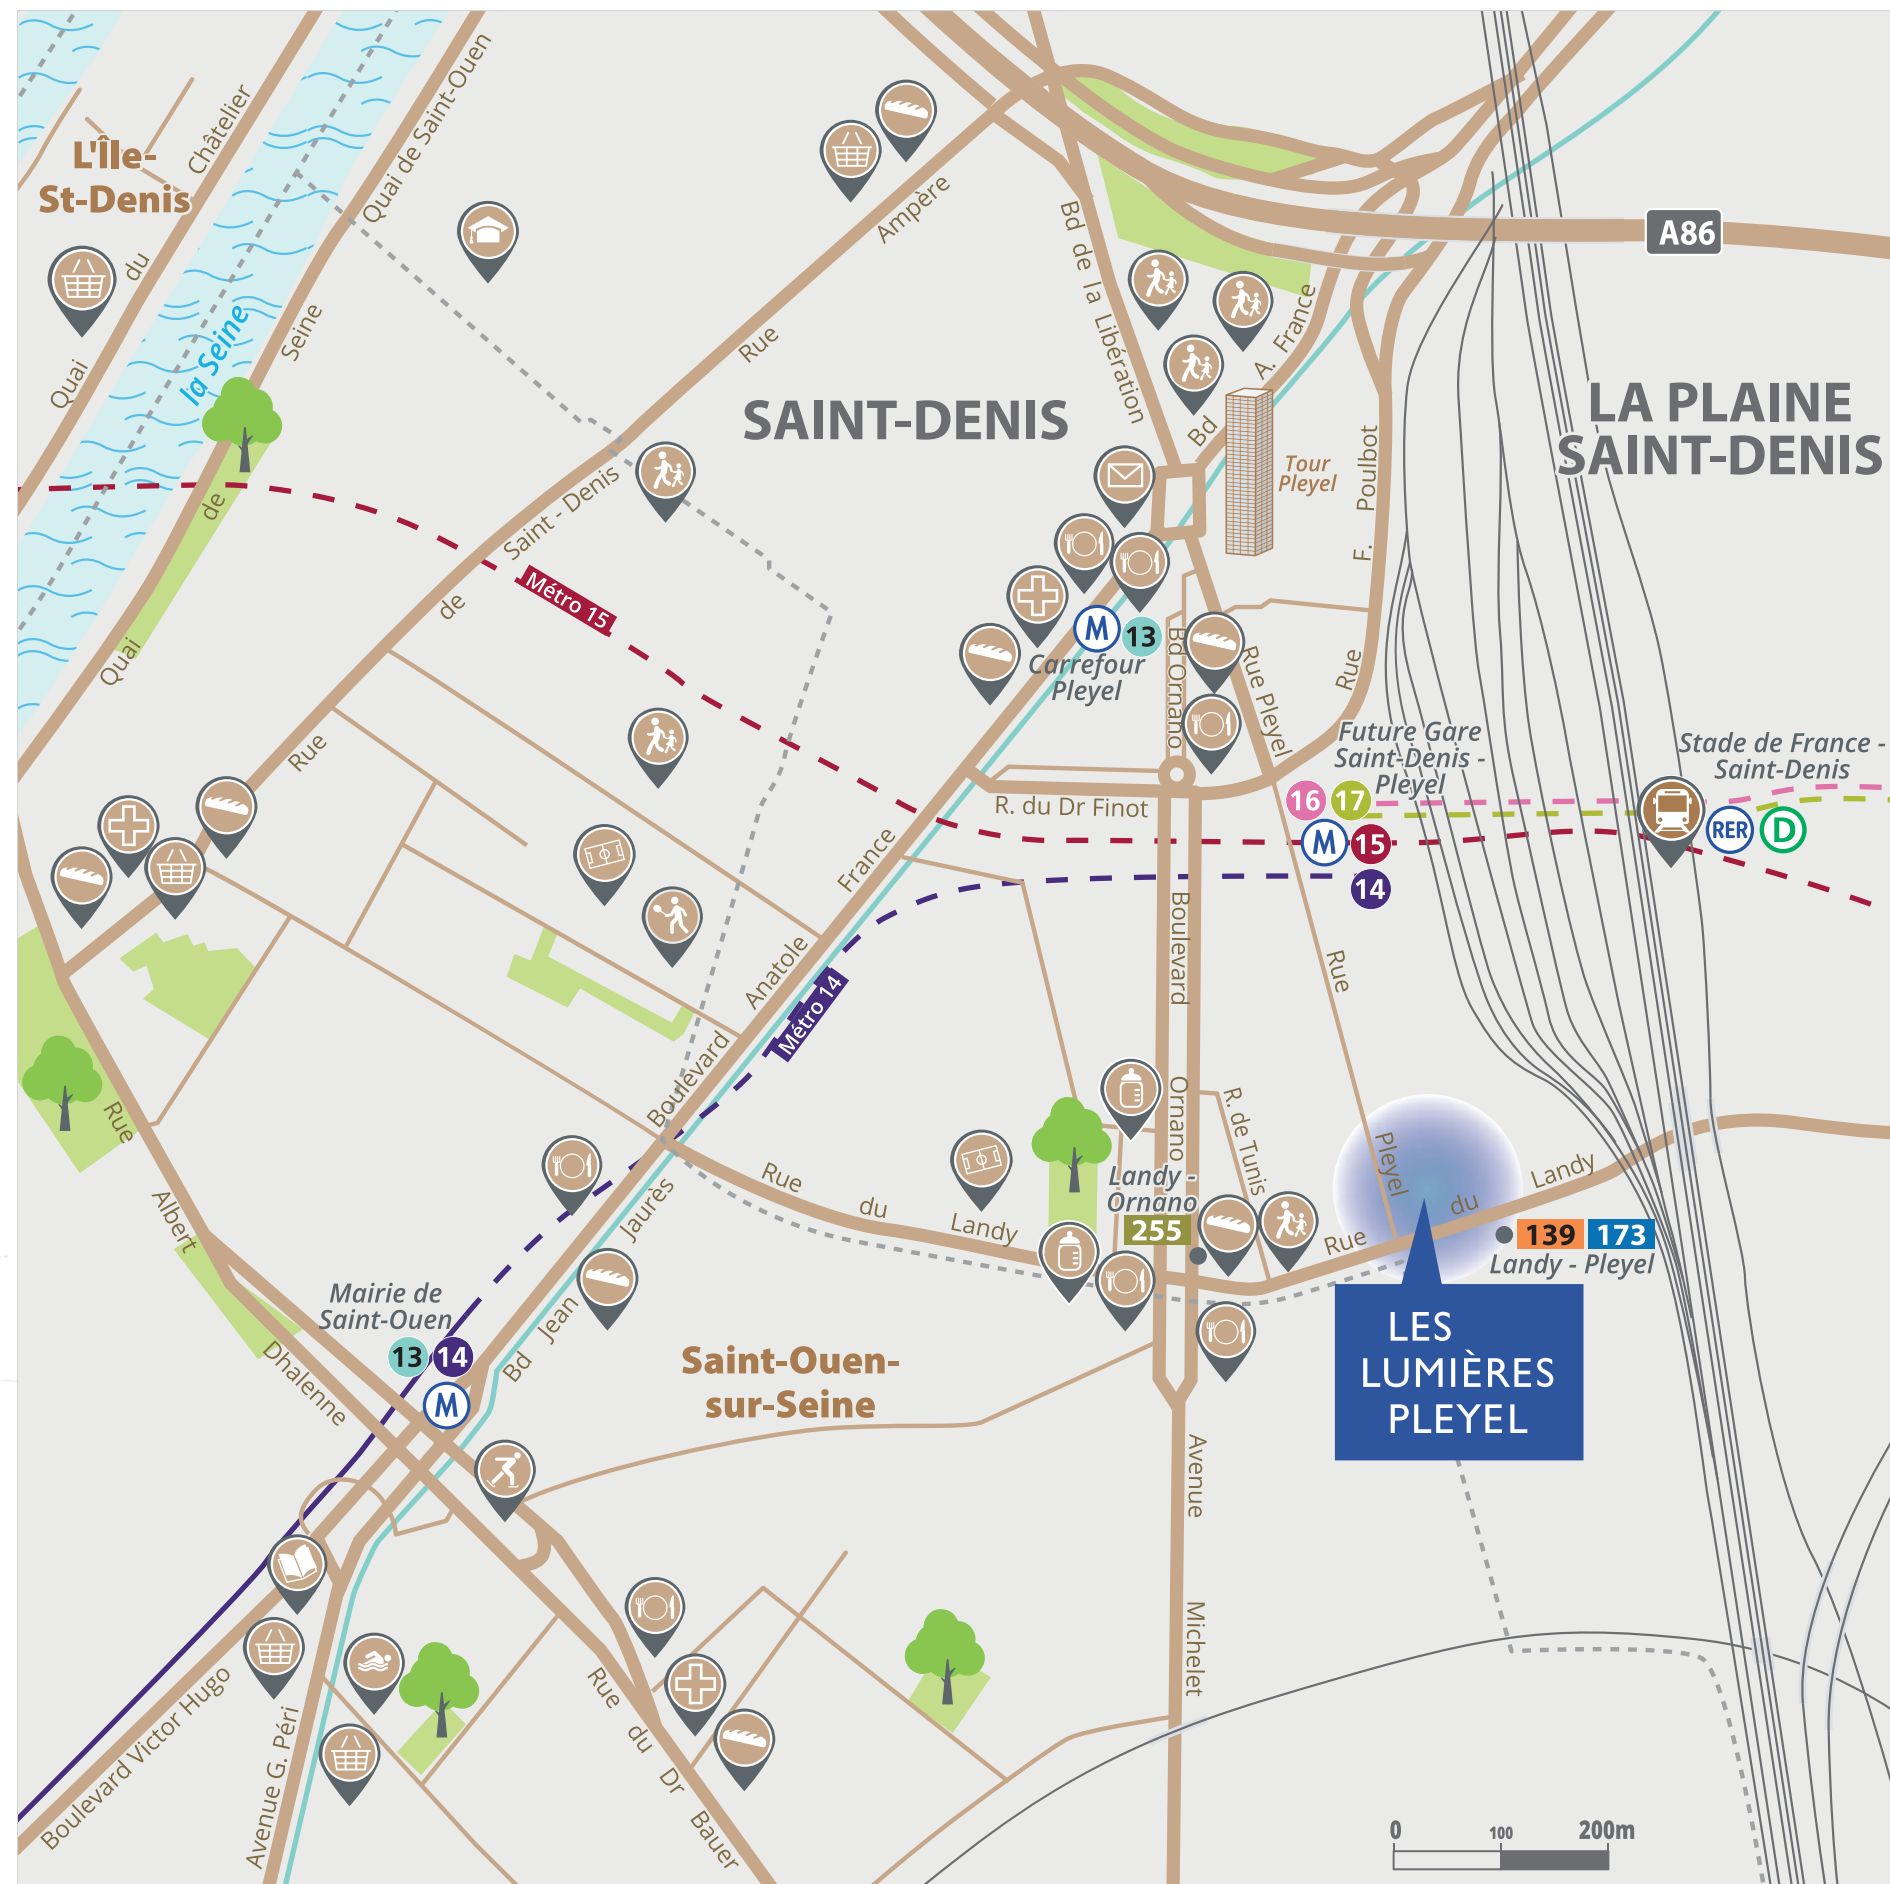 L'Île-
St-Denis
Quai
du
Châtelier
la Seine
Quai
de
Seine
Quai de Saint-Ouen
Rue
de
Saint - Denis
Rue
Ampère
SAINT-DENIS
LA PLAINE
SAINT-DENIS
A86
Bd de la Libération
Bd
A. France
Tour
Pleyel
F. Poulbot
Rue
Métro 15
M
13
Carrefour
Pleyel
Bd Ornano
Rue Pleyel
R. du Dr Finot
Future Gare
Saint-Denis -
Pleyel
16
17
M
15
14
Stade de France -
Saint-Denis
RER
D
Boulevard
Anatole
France
Métro 14
Boulevard
Ornano
Rue
Pleyel
R. de Tunis
Landy -
Ornano
255
Rue
du
Landy
Rue
du
Landy
139
173
Landy - Pleyel
LES
LUMIÈRES
PLEYEL
Rue
Albert
Dhalenne
Mairie de
Saint-Ouen
13
14
M
Bd
Jean
Jaurès
Saint-Ouen-
sur-Seine
Avenue
Michelet
Boulevard Victor Hugo
Avenue G. Péri
Rue
du
Dr
Bauer
0
100
200m